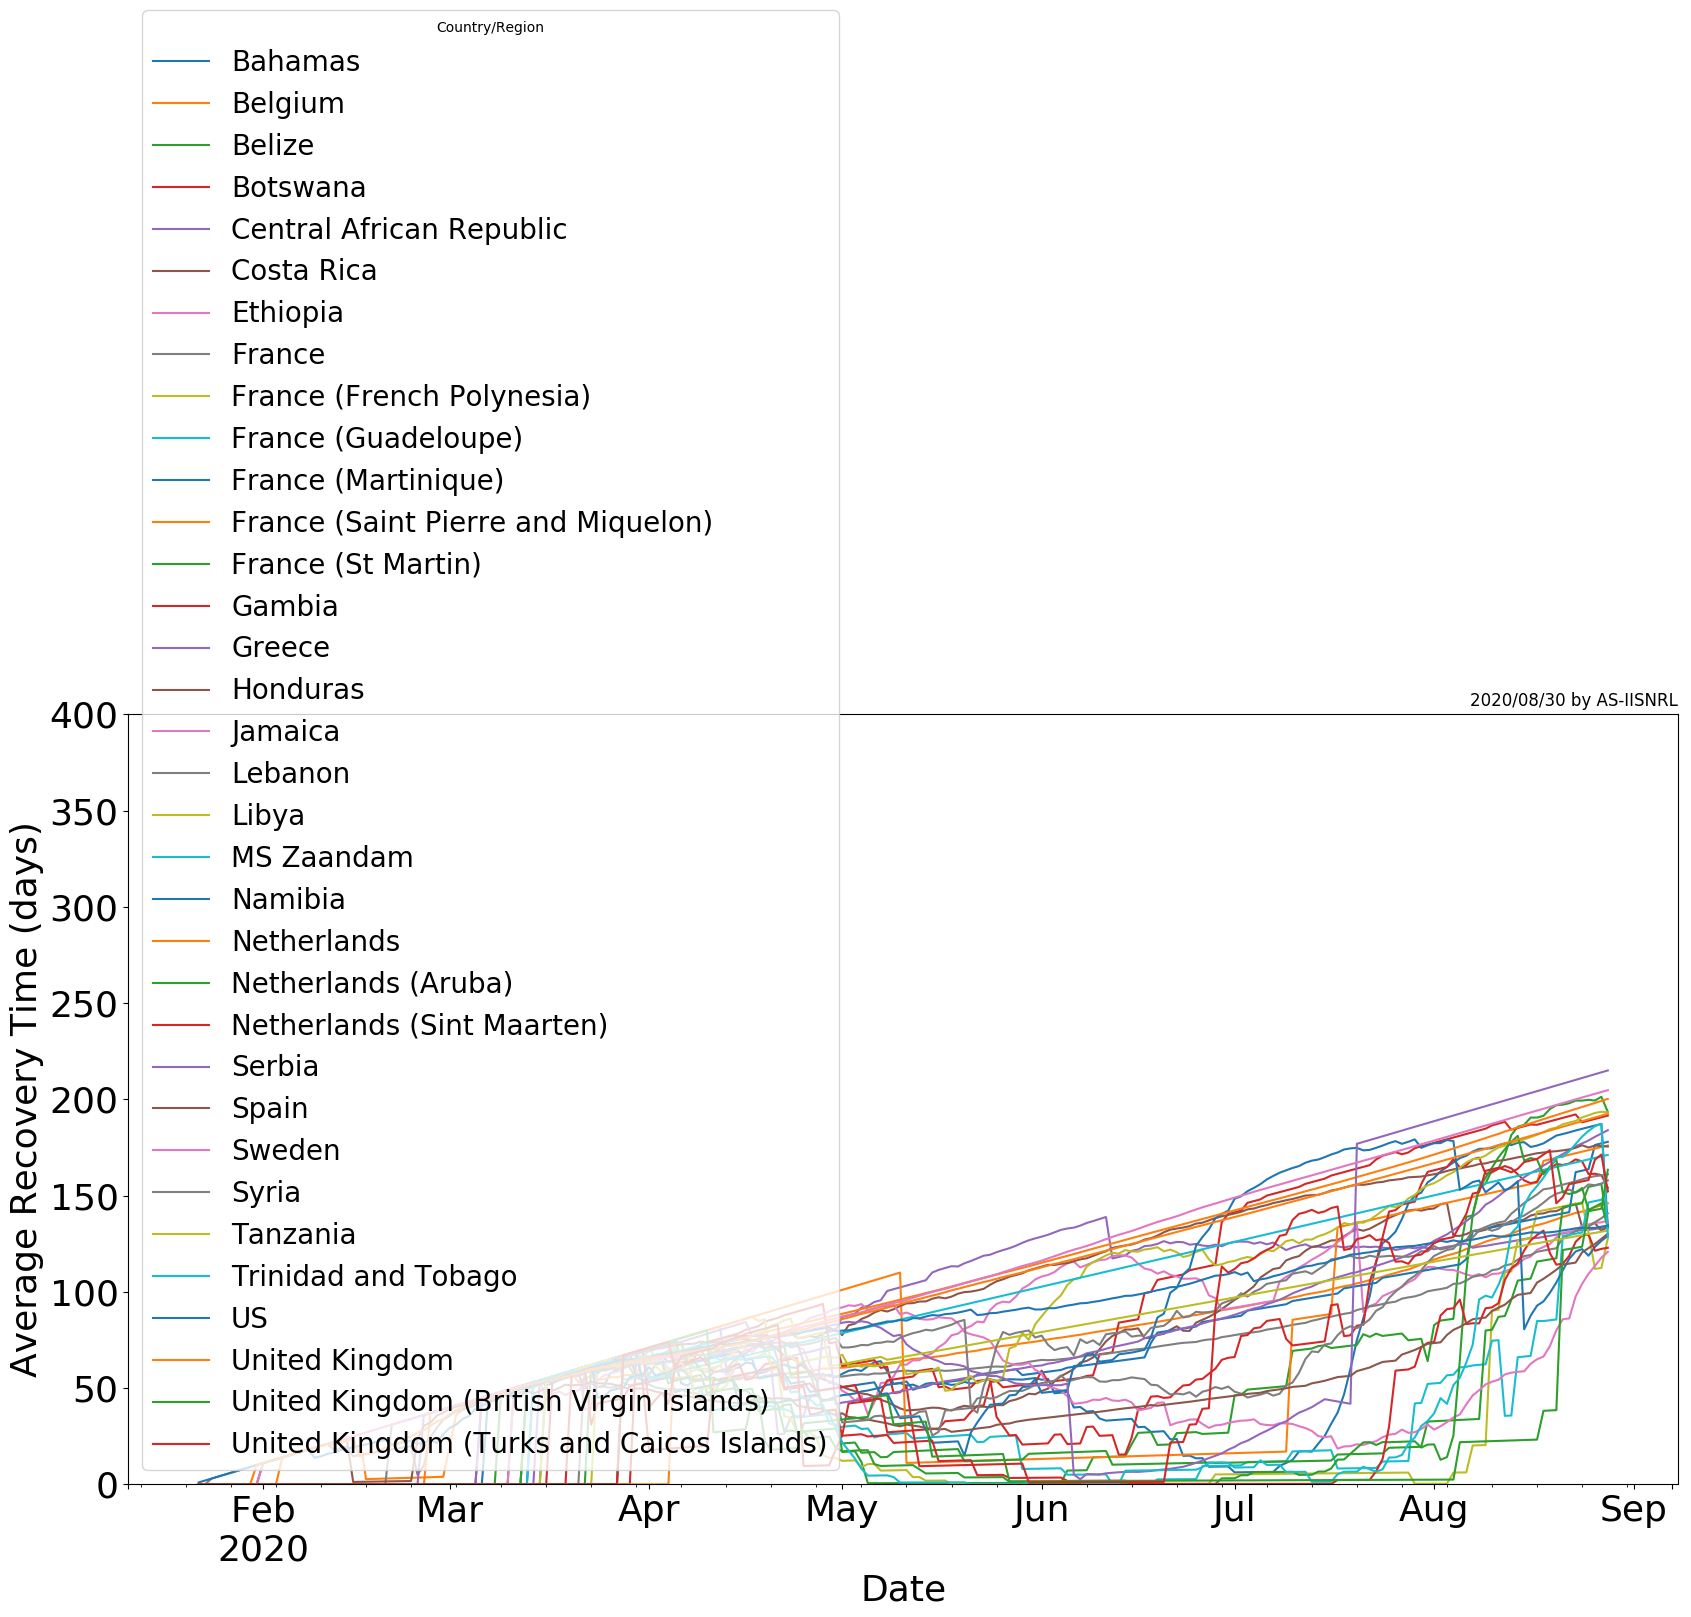 Country/Region
Bahamas
Belgium
Belize
Botswana
Central African Republic
Costa Rica
Ethiopia
France
France (French Polynesia)
France (Guadeloupe)
France (Martinique)
France (Saint Pierre and Miquelon)
France (St Martin)
Gambia
Greece
Honduras
Jamaica
Lebanon
Libya
MS Zaandam
Namibia
Netherlands
Netherlands (Aruba)
Netherlands (Sint Maarten)
Serbia
Spain
Sweden
Syria
Tanzania
Trinidad and Tobago
US
United Kingdom
United Kingdom (British Virgin Islands)
United Kingdom (Turks and Caicos Islands)
2020/08/30 by AS-IISNRL
Average Recovery Time (days)
400
350
300
250
200
150
100
50
0
Feb Mar Apr May Jun Jul Aug Sep
2020
Date